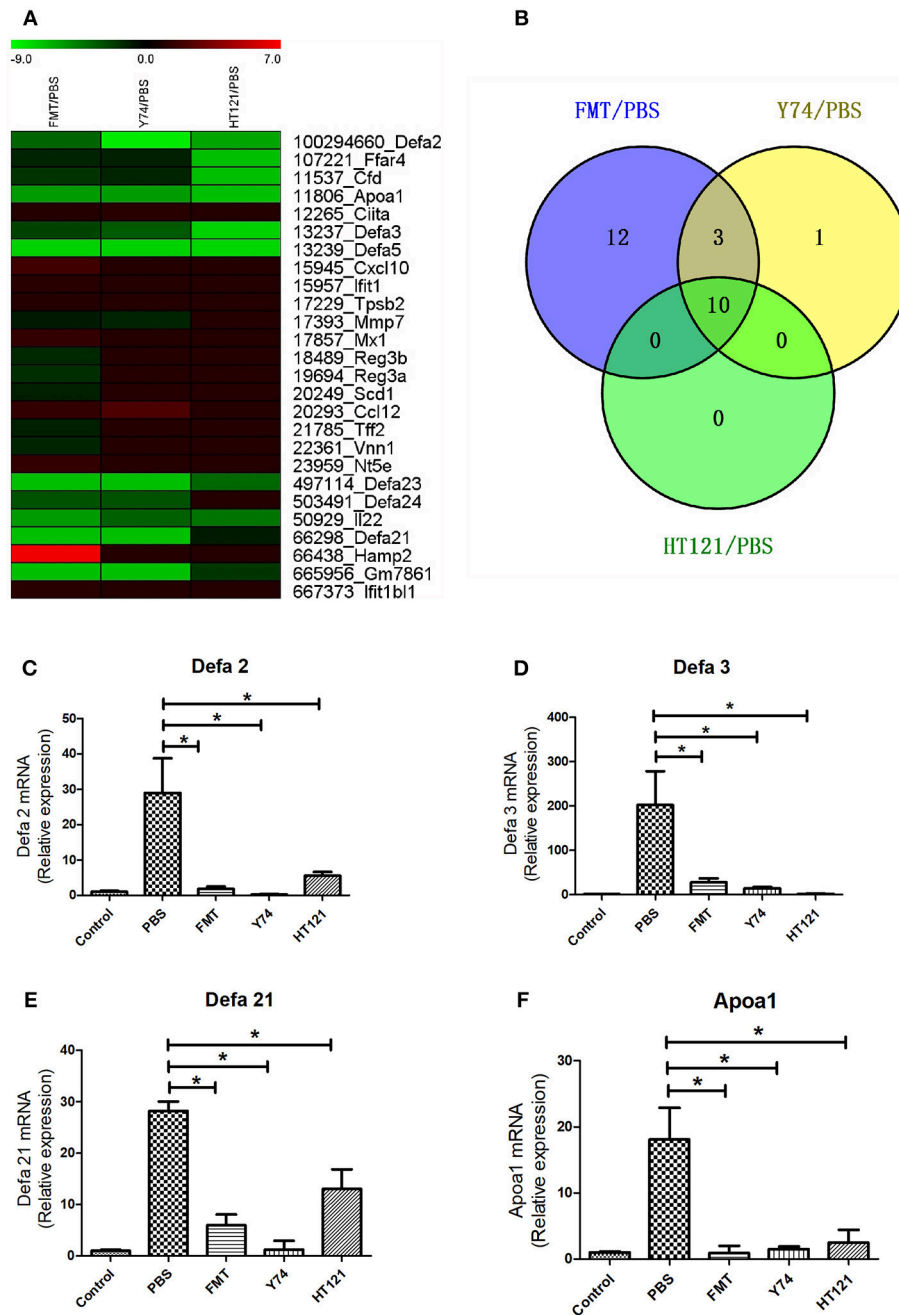 A
-9.0 0.0 7.0
FMT/PBS
Y74/PBS
HT121/PBS
100294660_Defa2
107221_Ffar4
11537_Cfd
11806_Apoa1
12265_Ciita
13237_Defa3
13239_Defa5
15945_Cxcl10
15957_Ifit1
17229_Tpsb2
17393_Mmp7
17857_Mx1
18489_Reg3b
19694_Reg3a
20249_Scd1
20293_Ccl12
21785_Tff2
22361_Vnn1
23959_Nt5e
497114_Defa23
503491_Defa24
50929_Il22
66298_Defa21
66438_Hamp2
665956_Gm7861
667373_Ifit1bl1
B
FMT/PBS
Y74/PBS
12
3
1
10
0
0
0
HT121/PBS
C
Defa 2
Defa 2 mRNA
(Relative expression)
50
40
30
20
10
0
*
*
*
Control
PBS
FMT
Y74
HT121
D
Defa 3
Defa 3 mRNA
(Relative expression)
400
300
200
100
0
*
*
*
Control
PBS
FMT
Y74
HT121
E
Defa 21
Defa 21 mRNA
(Relative expression)
40
30
20
10
0
*
*
*
Control
PBS
FMT
Y74
HT121
F
Apoa1
Apoa1 mRNA
(Relative expression)
30
20
10
0
*
*
*
Control
PBS
FMT
Y74
HT121